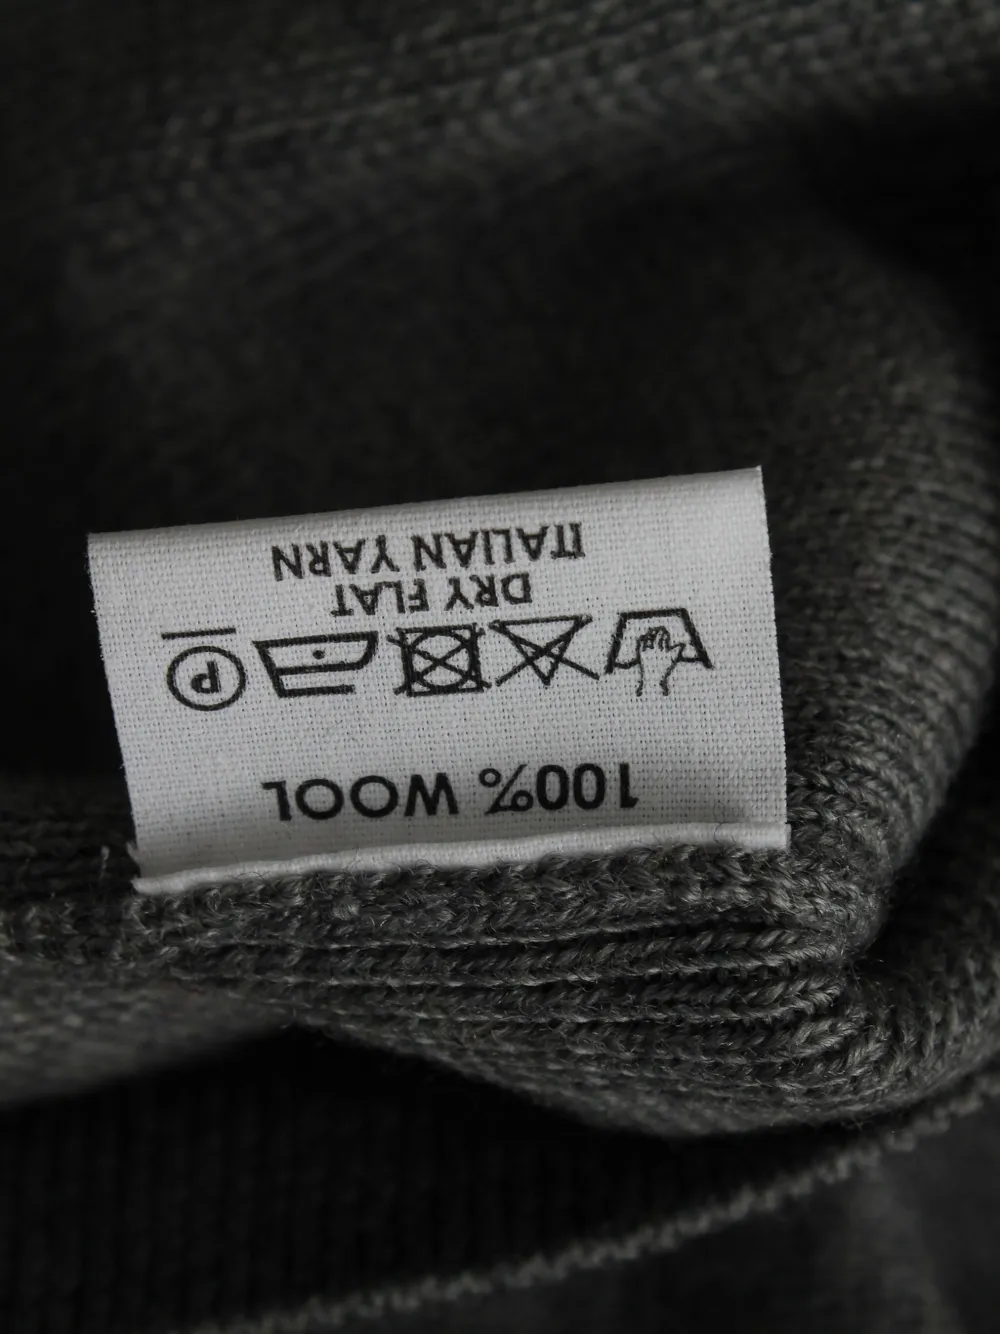 100% WOOL
P
DRY FLAT
ITALIAN YARN